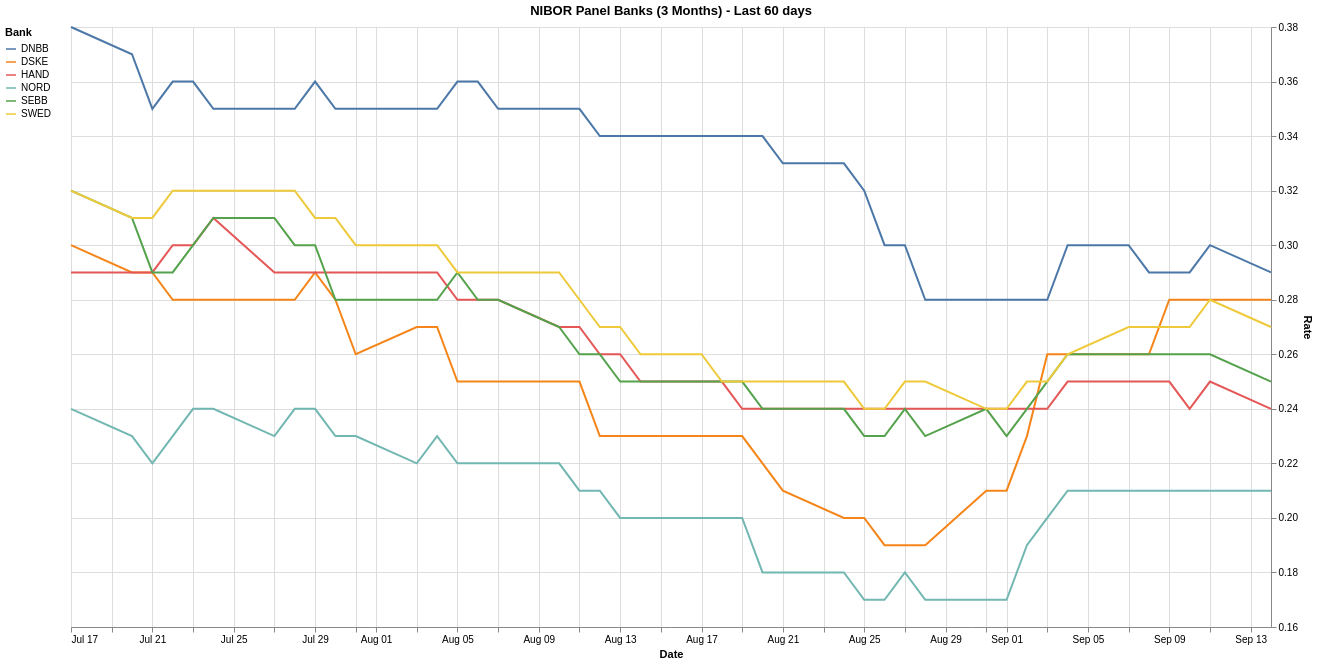 NIBOR Panel Banks (3 Months) - Last 60 days
Bank
DNBB
DSKE
HAND
NORD
SEBB
SWED
0.38
0.36
0.34
0.32
0.30
0.28
0.26
0.24
0.22
0.20
0.18
0.16
Rate
Jul 17 Jul 21 Jul 25 Jul 29 Aug 01 Aug 05 Aug 09 Aug 13 Aug 17 Aug 21 Aug 25 Aug 29 Sep 01 Sep 05 Sep 09 Sep 13
Date